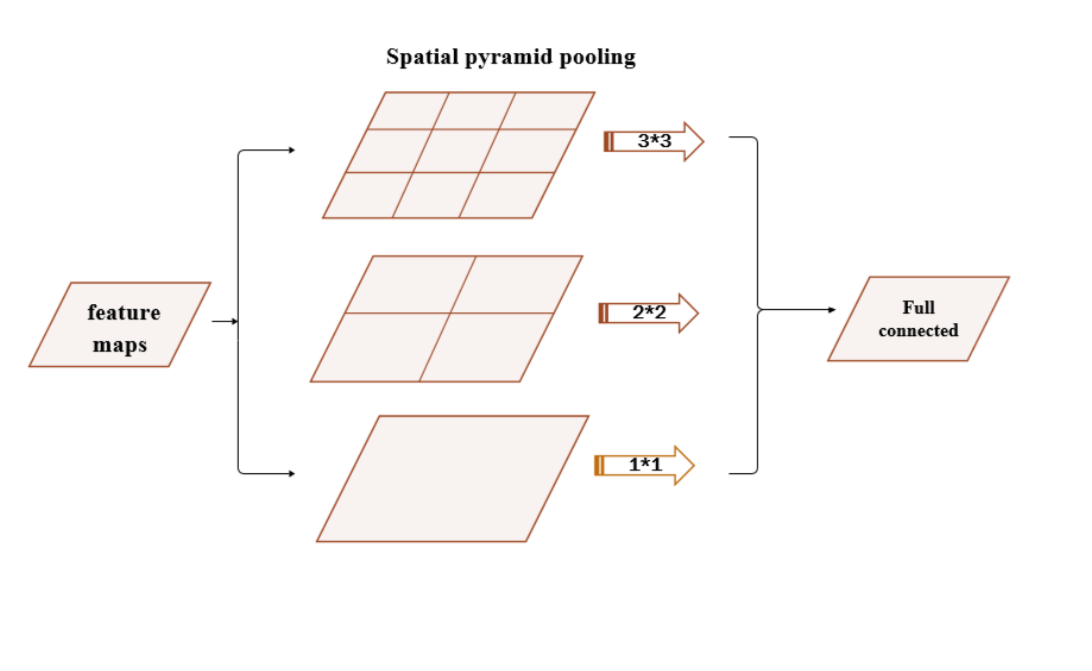 Spatial pyramid pooling
3*3
feature
maps
2*2
Full
connected
1*1